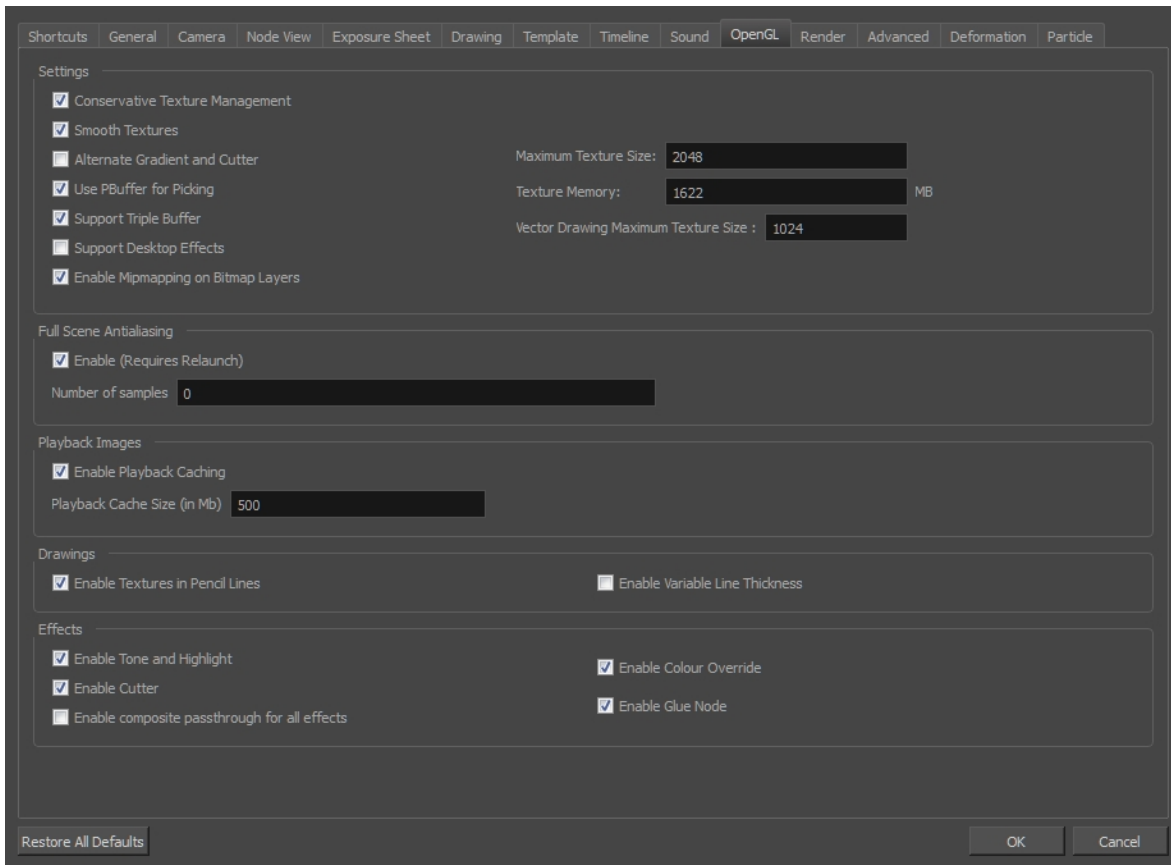 Shortcuts General Camera Node View Exposure Sheet Drawing Template Timeline Sound OpenGL Render Advanced Deformation Particle
Settings
Conservative Texture Management
Smooth Textures
Alternate Gradient and Cutter
Maximum Texture Size: 2048
Use PBuffer for Picking
Texture Memory: 1622 MB
Support Triple Buffer
Vector Drawing Maximum Texture Size : 1024
Support Desktop Effects
Enable Mipmapping on Bitmap Layers
Full Scene Antialiasing
Enable (Requires Relaunch)
Number of samples 0
Playback Images
Enable Playback Caching
Playback Cache Size (in Mb) 500
Drawings
Enable Textures in Pencil Lines Enable Variable Line Thickness
Effects
Enable Tone and Highlight
Enable Colour Override
Enable Cutter
Enable Glue Node
Enable composite passthrough for all effects
Restore All Defaults OK Cancel